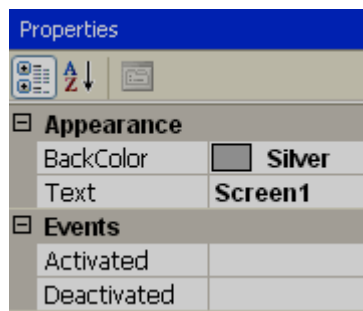 Properties
A
Z
Appearance
BackColor Silver
Text Screen1
Events
Activated
Deactivated